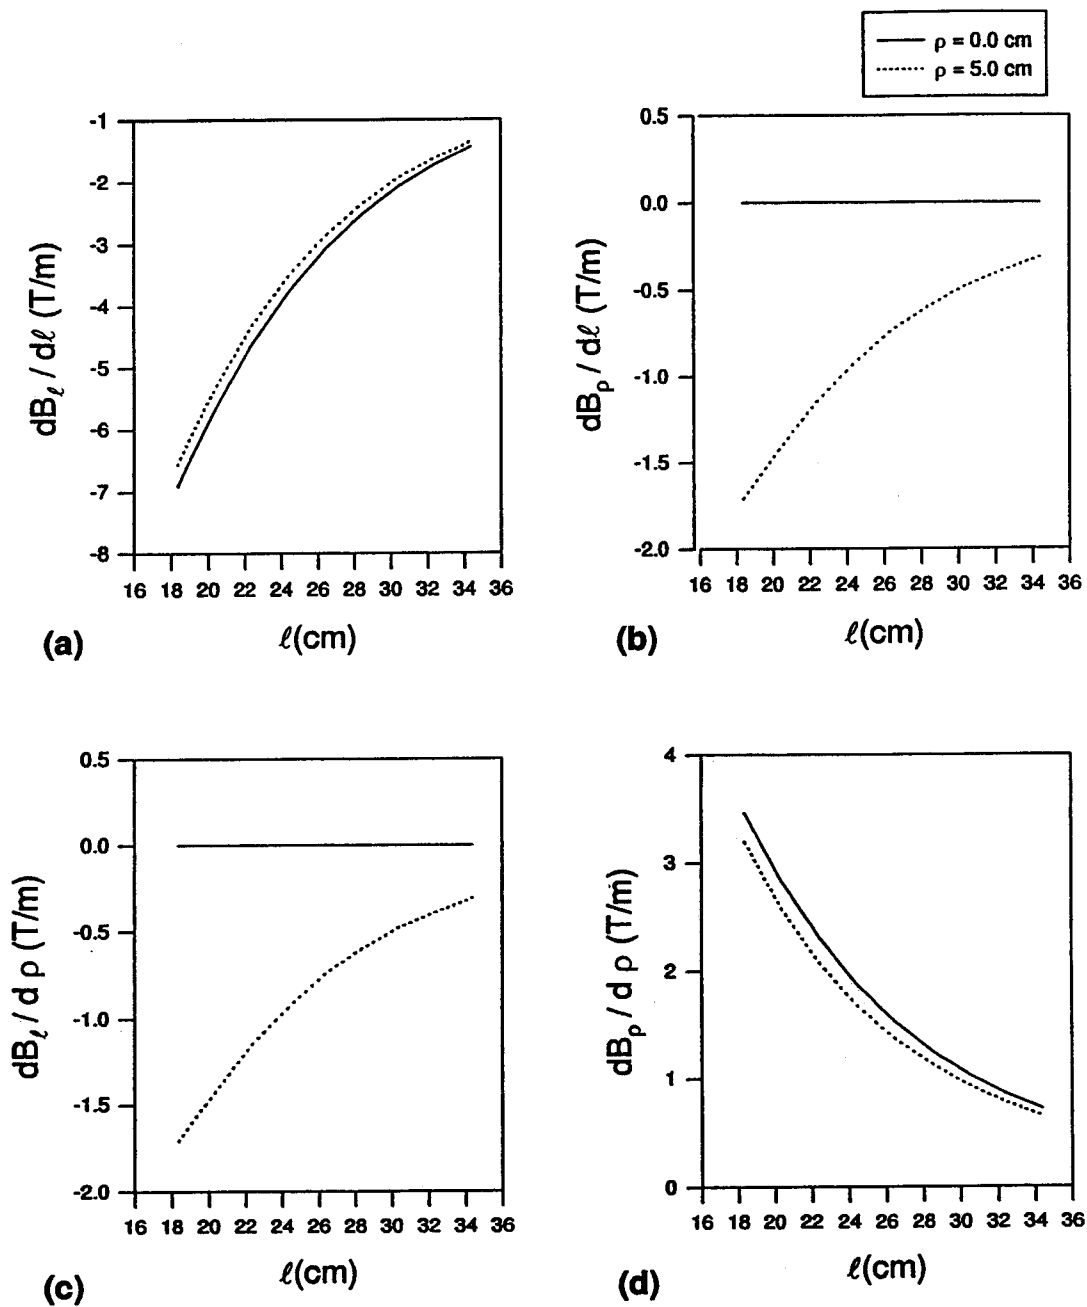 ρ = 0.0 cm
ρ = 5.0 cm
-1
-2
-3
-4
-5
-6
-7
-8
dBℓ / dℓ (T/m)
16 18 20 22 24 26 28 30 32 34 36
ℓ(cm)
(a)
0.5
0.0
-0.5
-1.0
-1.5
-2.0
dBρ / dℓ (T/m)
16 18 20 22 24 26 28 30 32 34 36
ℓ(cm)
(b)
0.5
0.0
-0.5
-1.0
-1.5
-2.0
dBℓ / d ρ (T/m)
16 18 20 22 24 26 28 30 32 34 36
ℓ(cm)
(c)
4
3
2
1
0
dBρ / d ρ (T/m)
16 18 20 22 24 26 28 30 32 34 36
ℓ(cm)
(d)